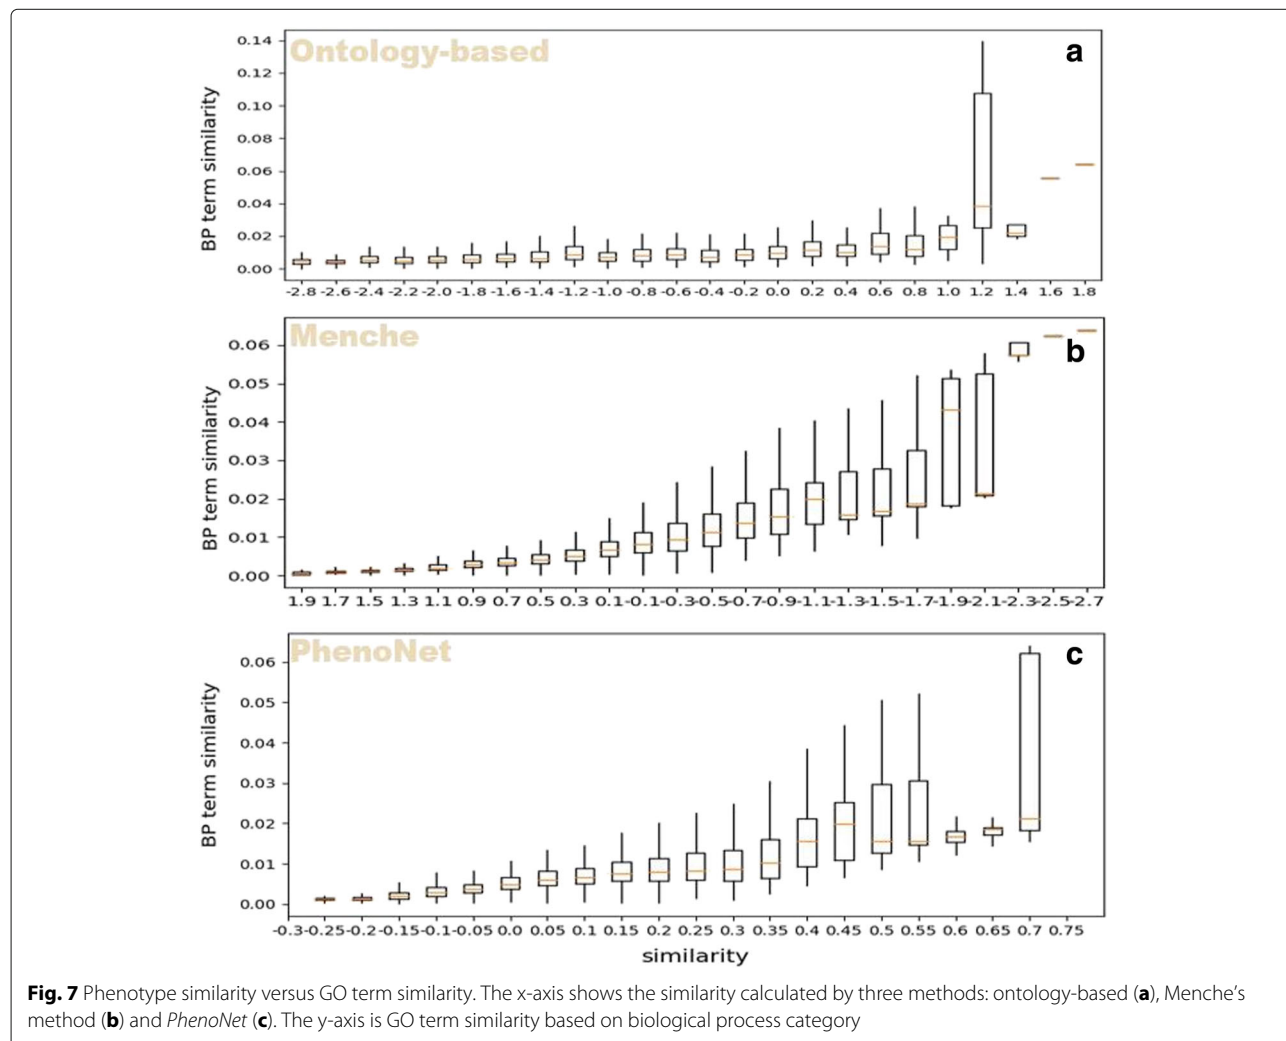 Ontology-based
a
BP term similarity
0.14
0.12
0.10
0.08
0.06
0.04
0.02
0.00
-2.8 -2.6 -2.4 -2.2 -2.0 -1.8 -1.6 -1.4 -1.2 -1.0 -0.8 -0.6 -0.4 -0.2 0.0 0.2 0.4 0.6 0.8 1.0 1.2 1.4 1.6 1.8
Menche
b
BP term similarity
0.06
0.05
0.04
0.03
0.02
0.01
0.00
1.9 1.7 1.5 1.3 1.1 0.9 0.7 0.5 0.3 0.1 -0.1 -0.3 -0.5 -0.7 -0.9 -1.1 -1.3 -1.5 -1.7 -1.9 -2.1 -2.3 -2.5 -2.7
PhenoNet
c
BP term similarity
0.06
0.05
0.04
0.03
0.02
0.01
0.00
-0.3 -0.25 -0.2 -0.15 -0.1 -0.05 0.0 0.05 0.1 0.15 0.2 0.25 0.3 0.35 0.4 0.45 0.5 0.55 0.6 0.65 0.7 0.75
similarity
Fig. 7 Phenotype similarity versus GO term similarity. The x-axis shows the similarity calculated by three methods: ontology-based (a), Menche's
method (b) and PhenoNet (c). The y-axis is GO term similarity based on biological process category